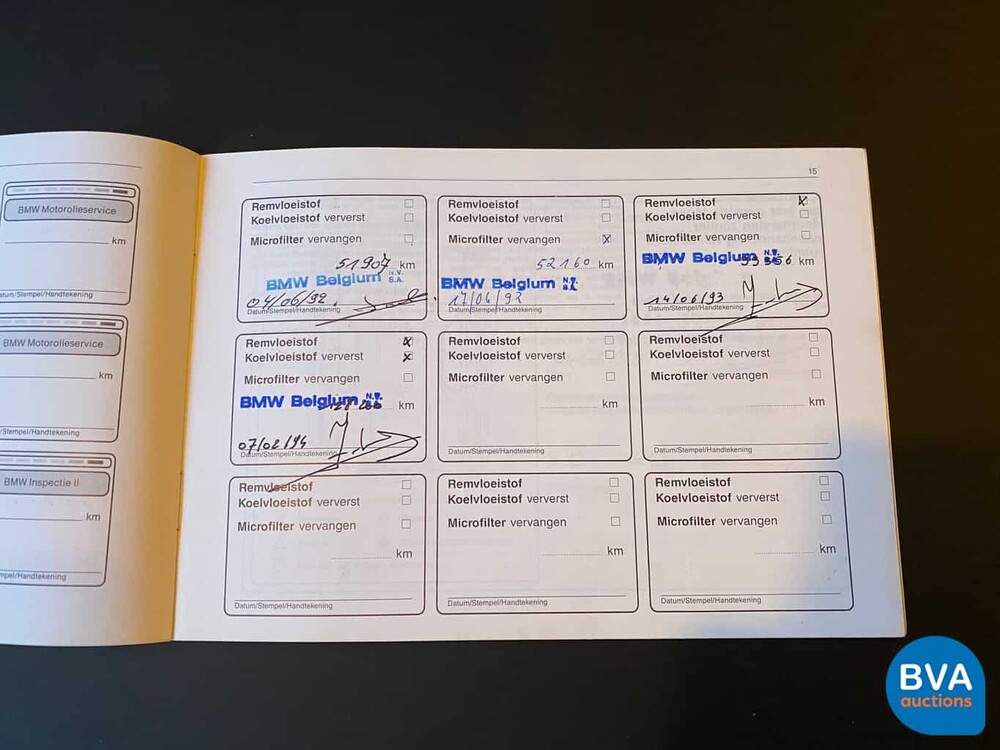 15
BMW Motorolieservice
km
Datum/Stempel/Handtekening
BMW Motorolieservice
km
/Stempel/Handtekening
BMW Inspectie II
km
/Stempel/Handtekening
Remvloeistof
Koelvloeistof ververst
Microfilter vervangen
51907 km
BMW Belgium N.V. S.A.
04/06/92.
Datum/Stempel/Handtekening
Remvloeistof
Koelvloeistof ververst
Microfilter vervangen
52160 km
BMW Belgium N.V. S.A.
17/06/92
Datum/Stempel/Handtekening
Remvloeistof
Koelvloeistof ververst
Microfilter vervangen
km
BMW Belgium N.V. S.A.
14/06/93
Datum/Stempel/Handtekening
Remvloeistof
Koelvloeistof ververst
Microfilter vervangen
km
BMW Belgium N.V. S.A.
07/02/94
Datum/Stempel/Handtekening
Remvloeistof
Koelvloeistof ververst
Microfilter vervangen
km
Datum/Stempel/Handtekening
Remvloeistof
Koelvloeistof ververst
Microfilter vervangen
km
Datum/Stempel/Handtekening
Remvloeistof
Koelvloeistof ververst
Microfilter vervangen
km
Datum/Stempel/Handtekening
Remvloeistof
Koelvloeistof ververst
Microfilter vervangen
km
Datum/Stempel/Handtekening
Remvloeistof
Koelvloeistof ververst
Microfilter vervangen
km
Datum/Stempel/Handtekening
BVA
auctions